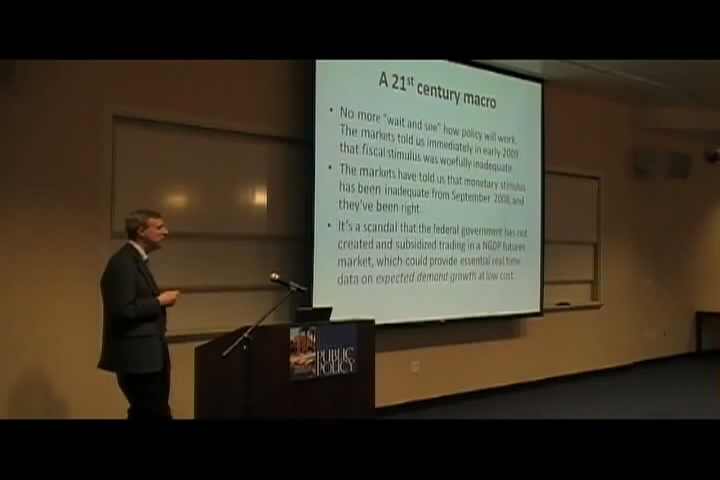 A 21st century macro
• No more "wait and see" how policy will work.
The markets told us immediately in early 2009
that fiscal stimulus was woefully inadequate.
• The markets have told us that monetary stimulus
has been inadequate from September 2008, and
they've been right.
• It's a scandal that the federal government has not
created and subsidized trading in a NGDP futures
market, which could provide essential real time
data on expected demand growth at low cost.
PUBLIC
POLICY